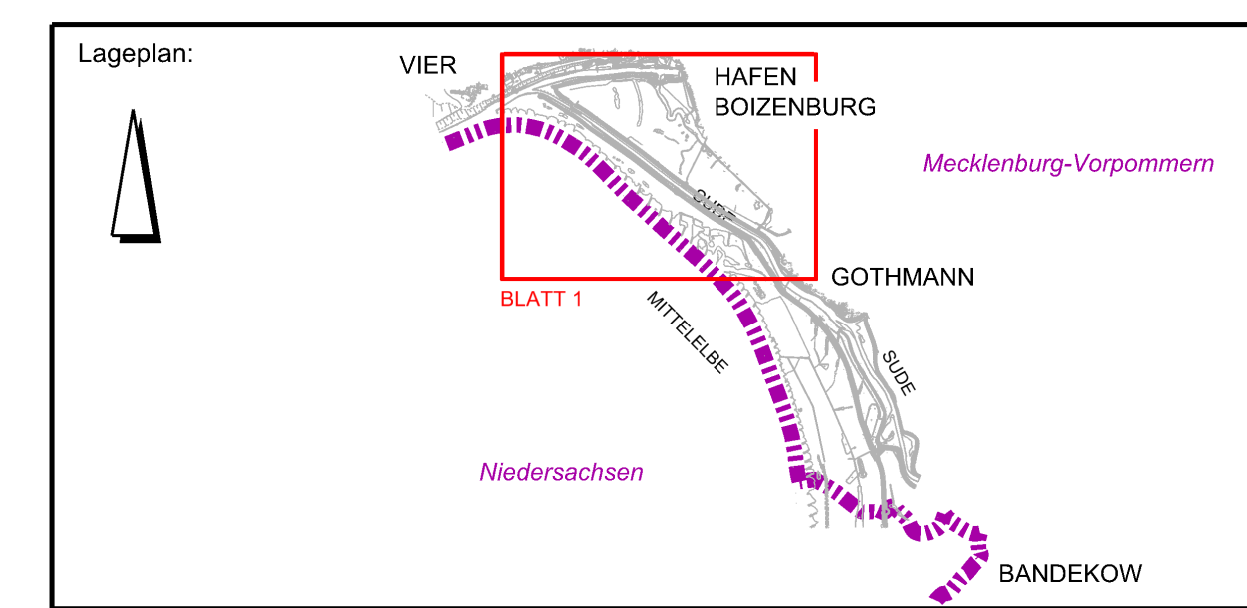 Lageplan:
VIER
HAFEN
BOIZENBURG
Mecklenburg-Vorpommern
SUDE
GOTHMANN
BLATT 1
MITTELELBE
SUDE
Niedersachsen
BANDEKOW